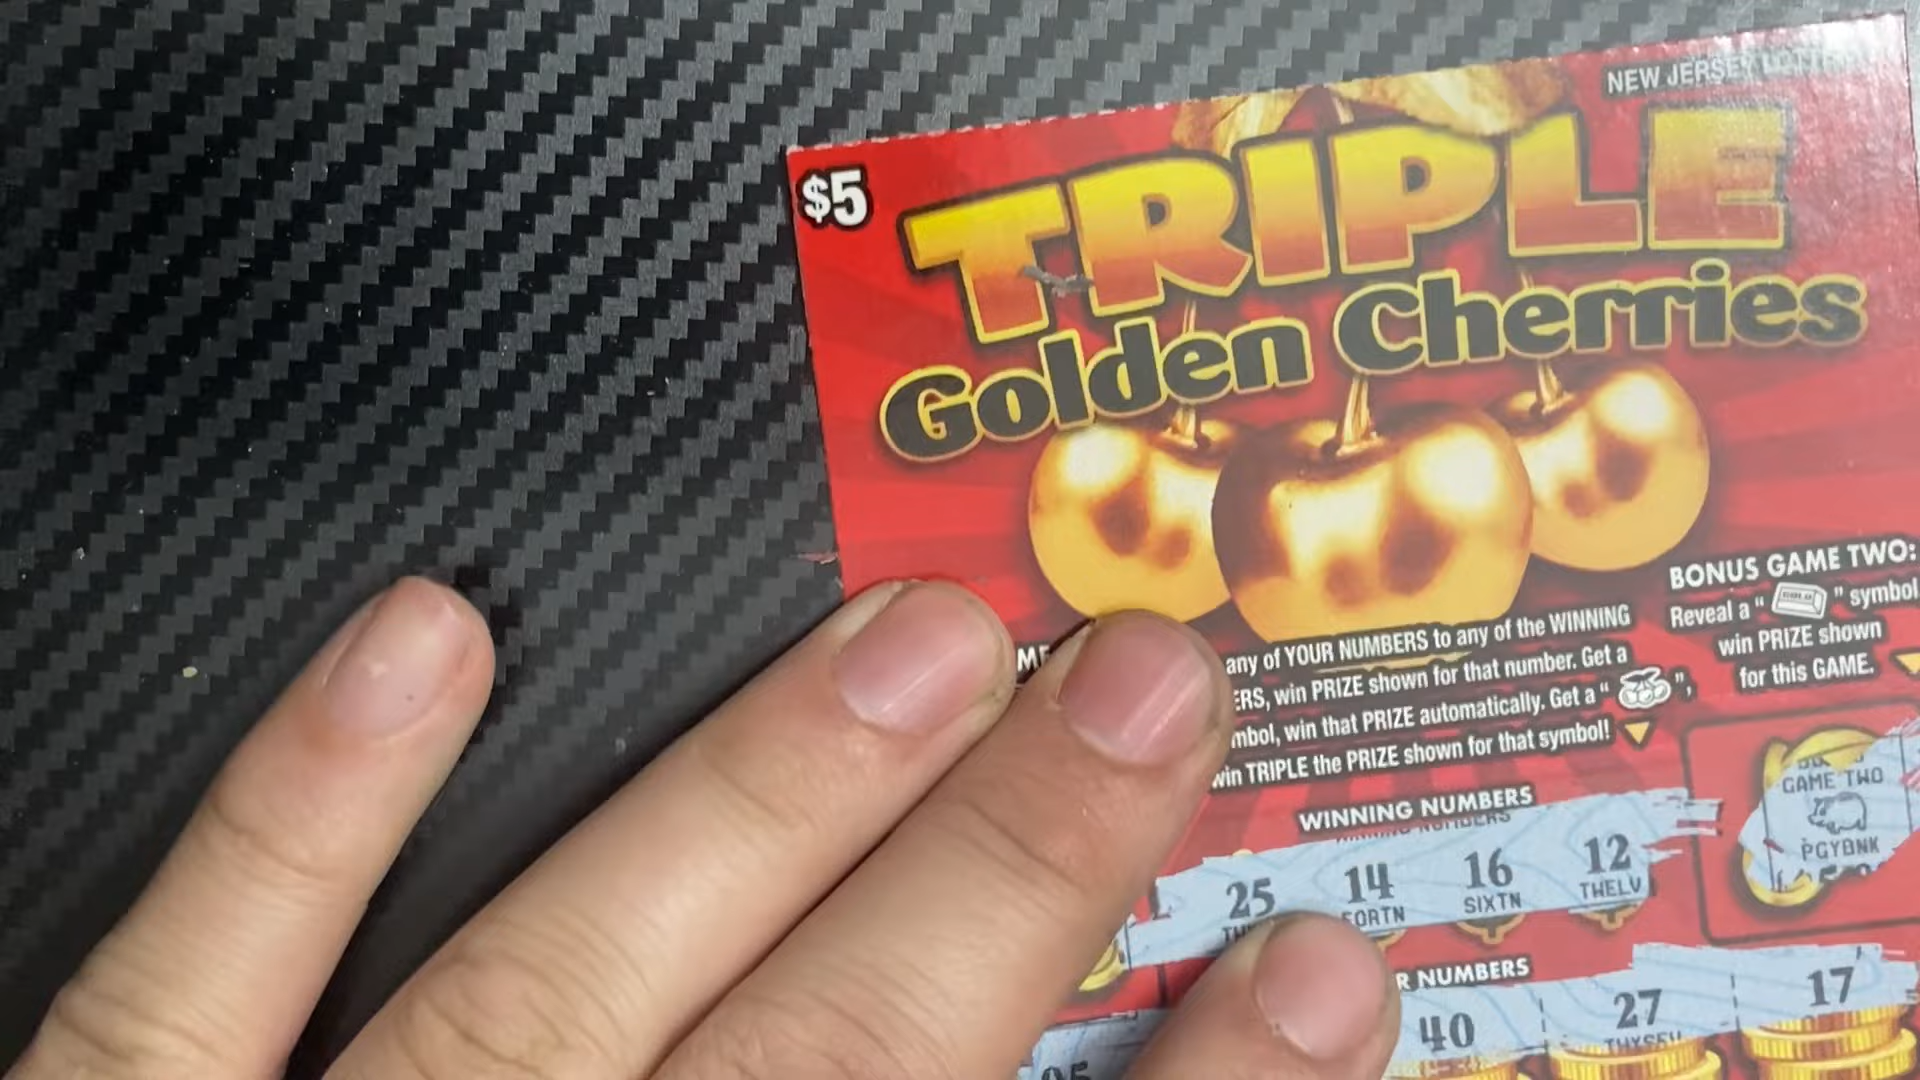 NEW JERSEY LOTTERY
$5
TRIPLE
Golden Cherries
BONUS GAME TWO:
Reveal a " GOLD " symbol
win PRIZE shown
for this GAME.
any of YOUR NUMBERS to any of the WINNING
ERS, win PRIZE shown for that number. Get a
mbol, win that PRIZE automatically. Get a " ",
win TRIPLE the PRIZE shown for that symbol!
WINNING NUMBERS
25 14 16 12
FORTN SIXTN THELV
GAME TWO
PGYBNK
R NUMBERS
40 27 17
05